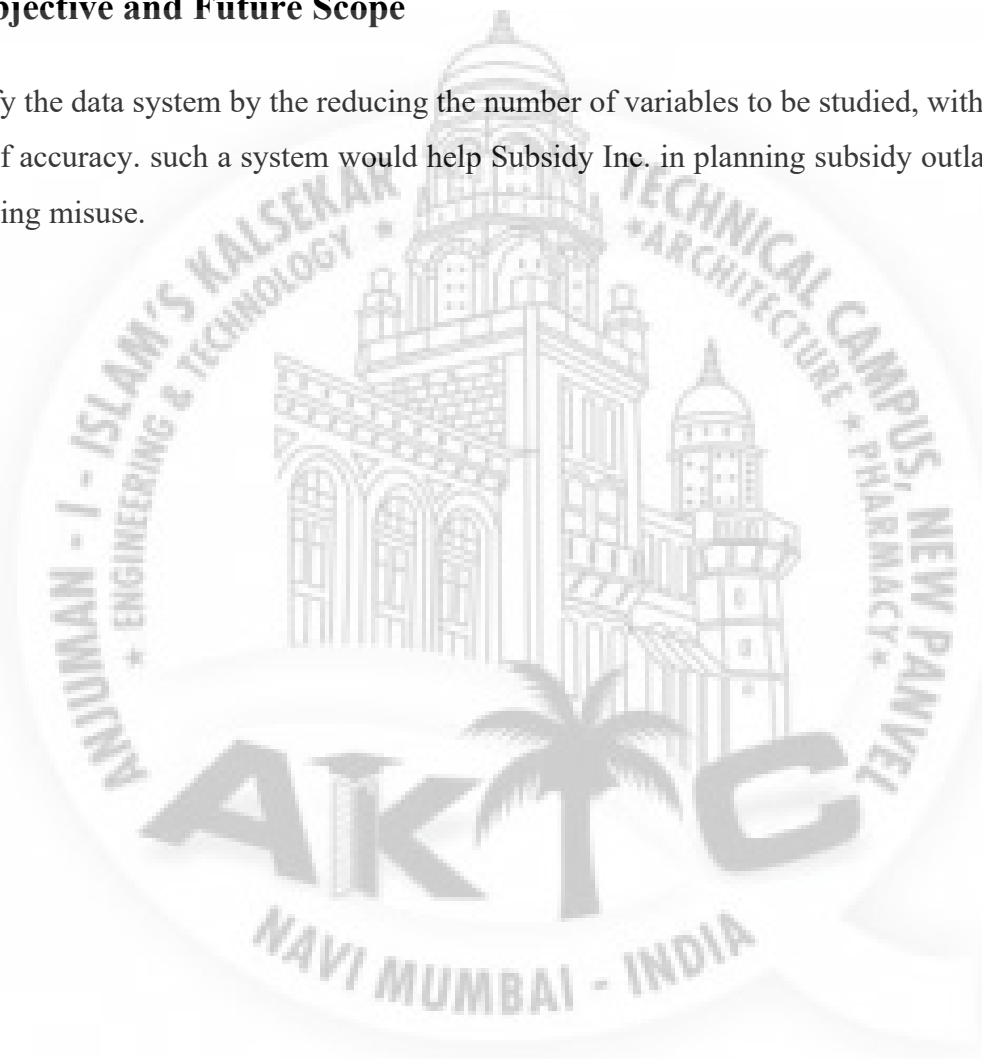 bjective and Future Scope
fy the data system by the reducing the number of variables to be studied, with
f accuracy. such a system would help Subsidy Inc. in planning subsidy outla
ing misuse.
ANJUMAN - I - ISLAM'S KALSEKAR TECHNICAL CAMPUS, NEW PANVEL
* ENGINEERING & TECHNOLOGY * *ARCHITECTURE * PHARMACY*
AKTC
NAVI MUMBAI - INDIA